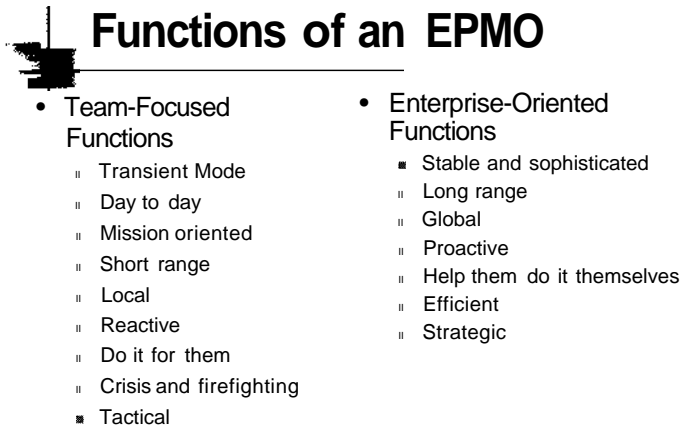 Functions of an EPMO
• Team-Focused
Functions
Transient Mode
Day to day
Mission oriented
Short range
Local
Reactive
Do it for them
Crisis and firefighting
Tactical
• Enterprise-Oriented
Functions
Stable and sophisticated
Long range
Global
Proactive
Help them do it themselves
Efficient
Strategic